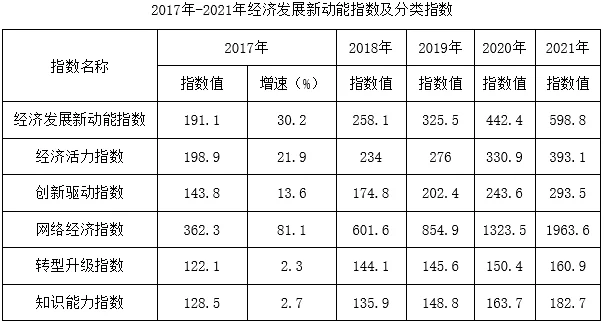 2017年-2021年经济发展新动能指数及分类指数
指数名称 2017年 2018年 2019年 2020年 2021年
指数值 增速（%） 指数值 指数值 指数值 指数值
经济发展新动能指数 191.1 30.2 258.1 325.5 442.4 598.8
经济活力指数 198.9 21.9 234 276 330.9 393.1
创新驱动指数 143.8 13.6 174.8 202.4 243.6 293.5
网络经济指数 362.3 81.1 601.6 854.9 1323.5 1963.6
转型升级指数 122.1 2.3 144.1 145.6 150.4 160.9
知识能力指数 128.5 2.7 135.9 148.8 163.7 182.7